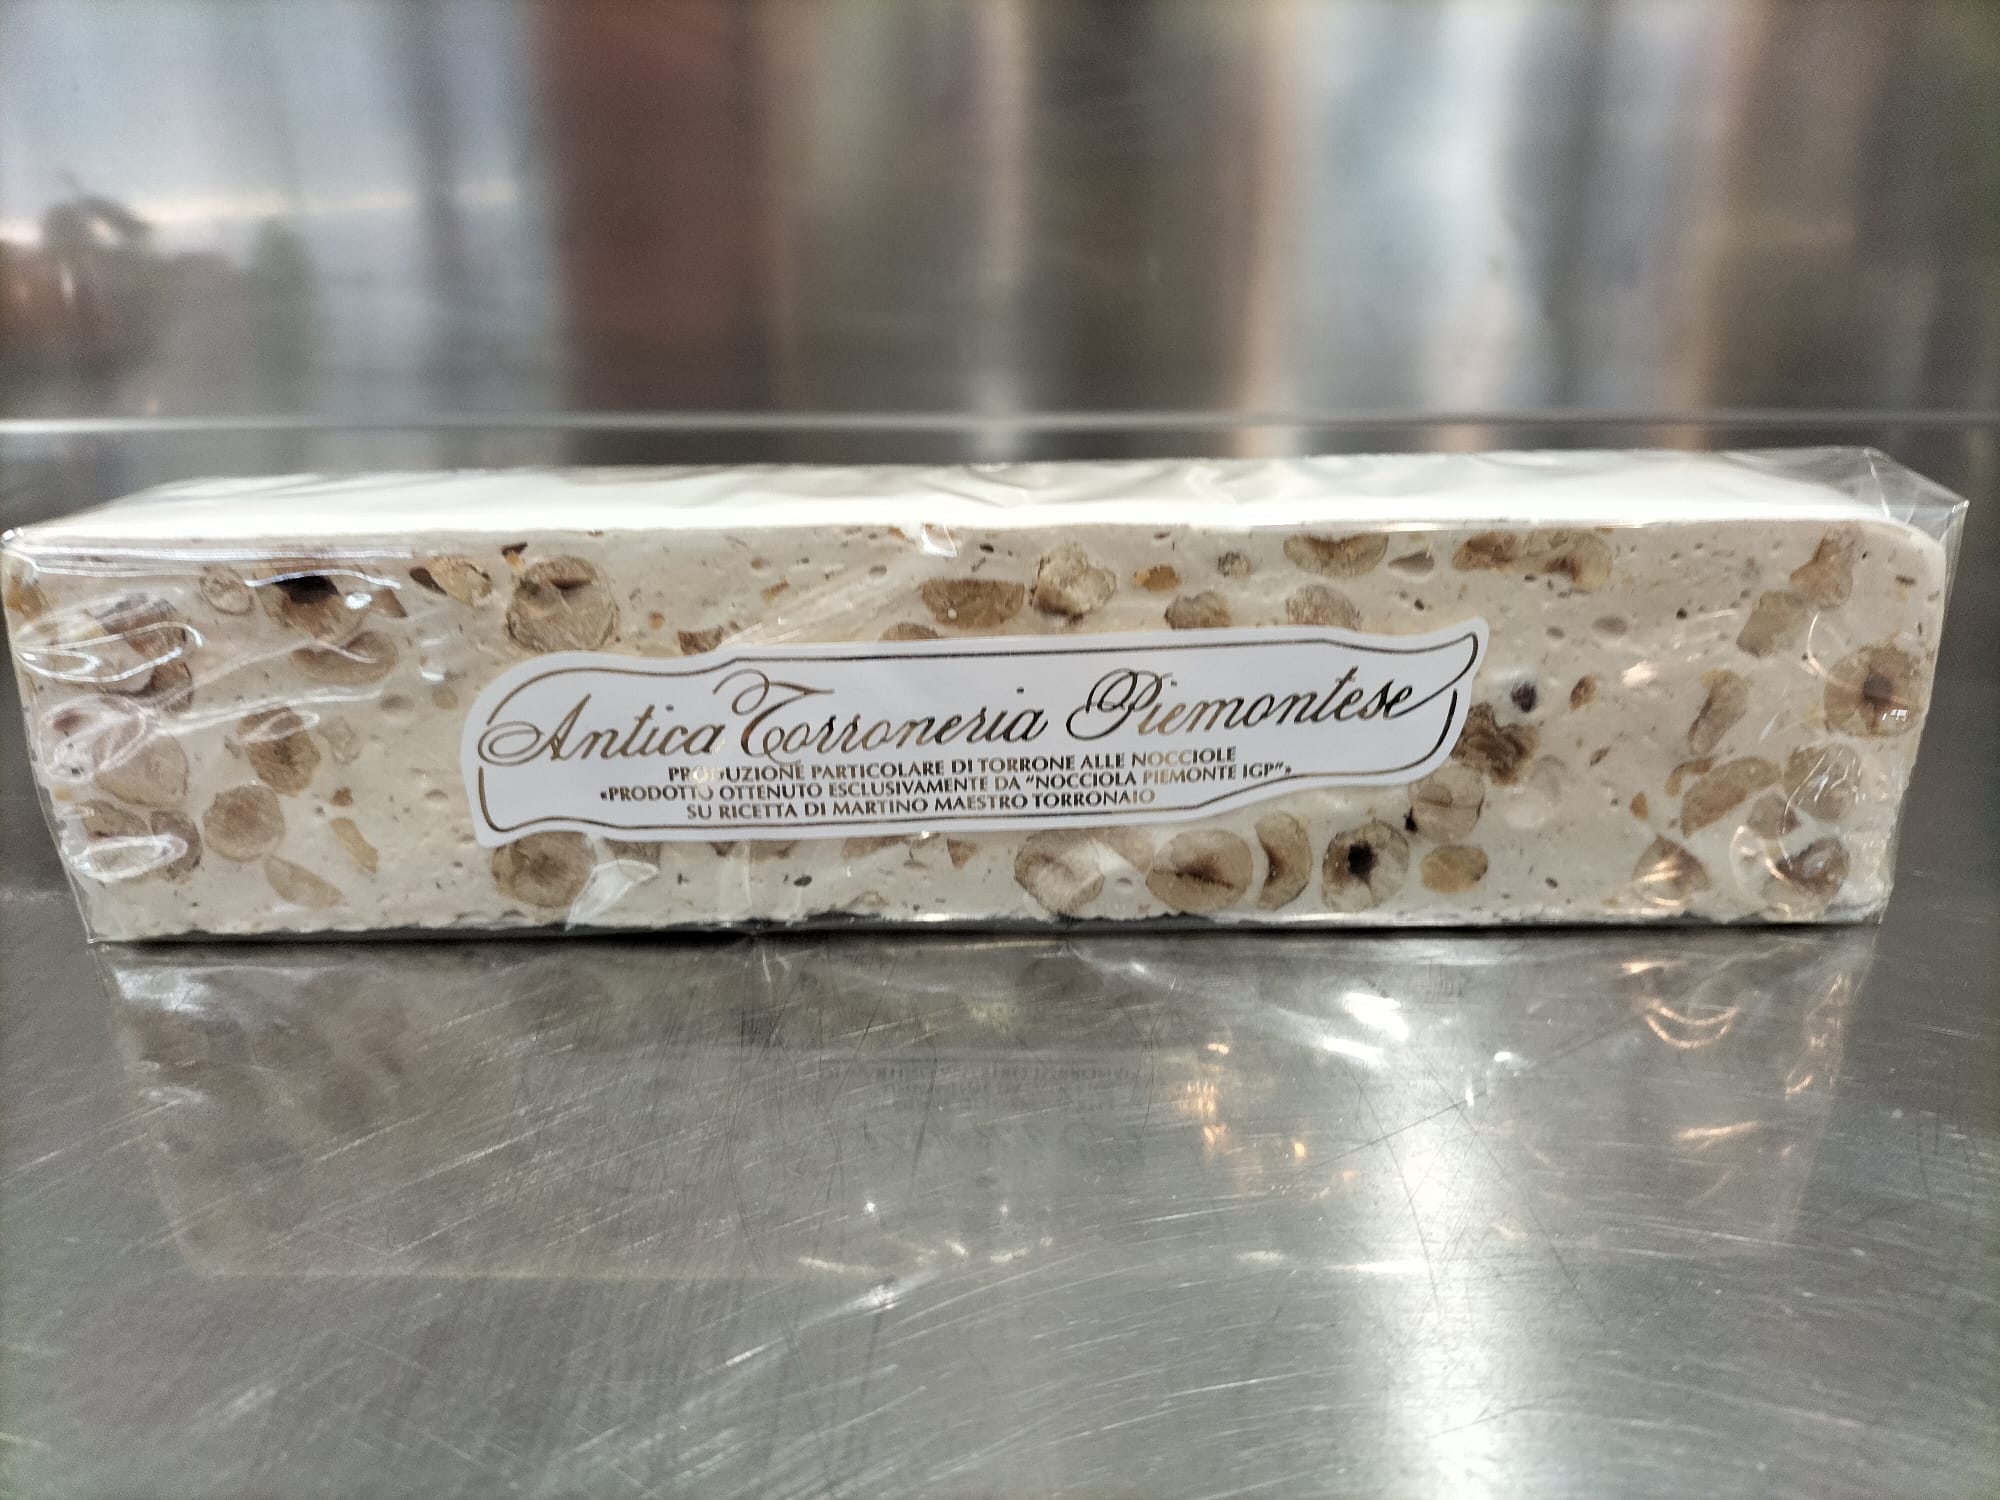 Antica Torroneria Piemontese
PRODUZIONE PARTICOLARE DI TORRONE ALLE NOCCIOLE
«PRODOTTO OTTENUTO ESCLUSIVAMENTE DA "NOCCIOLA PIEMONTE IGP"»
SU RICETTA DI MARTINO MAESTRO TORRONAIO